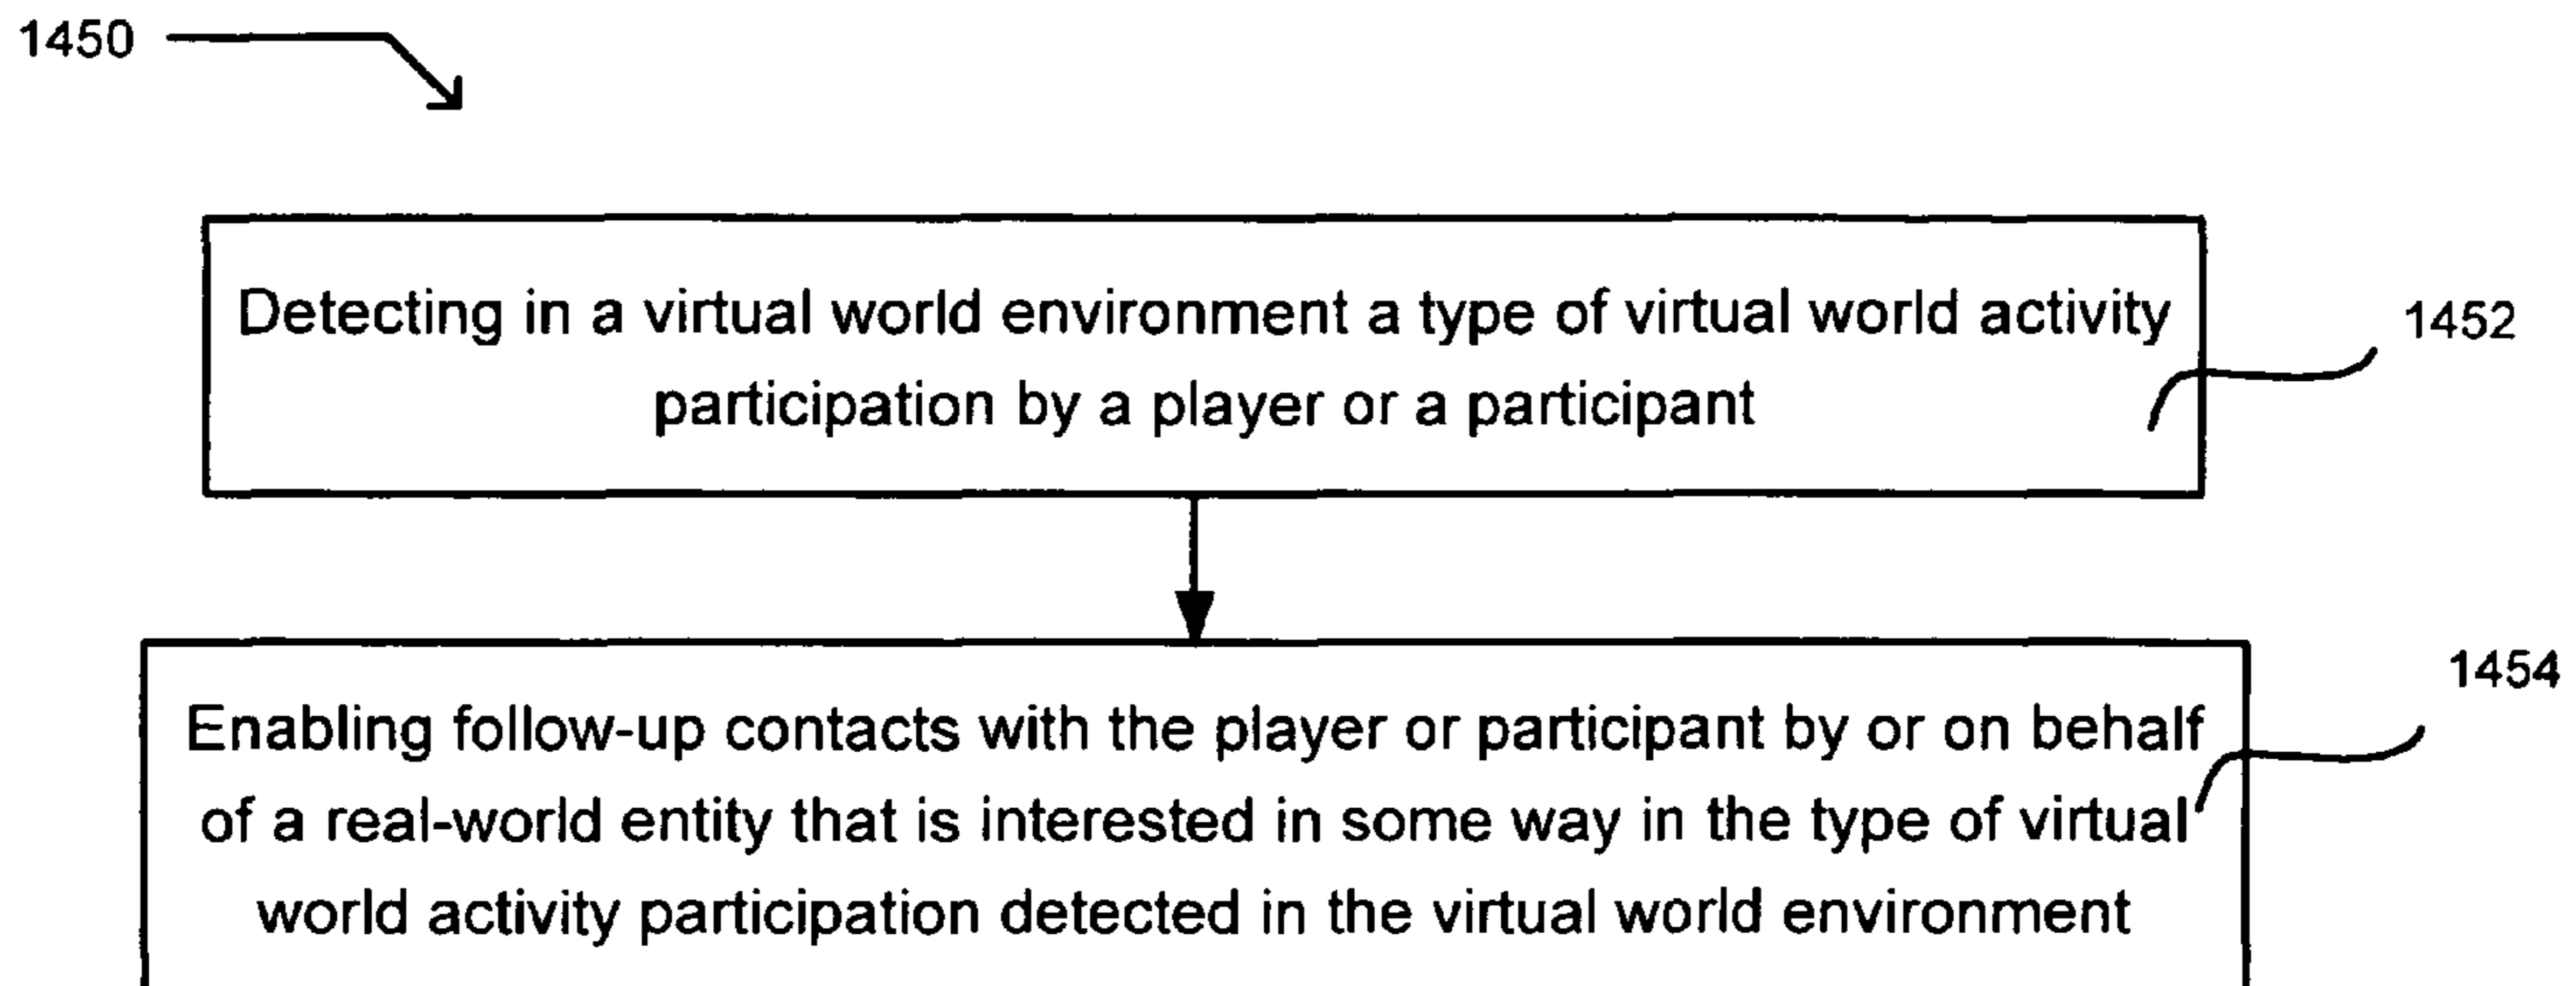 1450
Detecting in a virtual world environment a type of virtual world activity
participation by a player or a participant
1452
Enabling follow-up contacts with the player or participant by or on behalf
of a real-world entity that is interested in some way in the type of virtual
world activity participation detected in the virtual world environment
1454